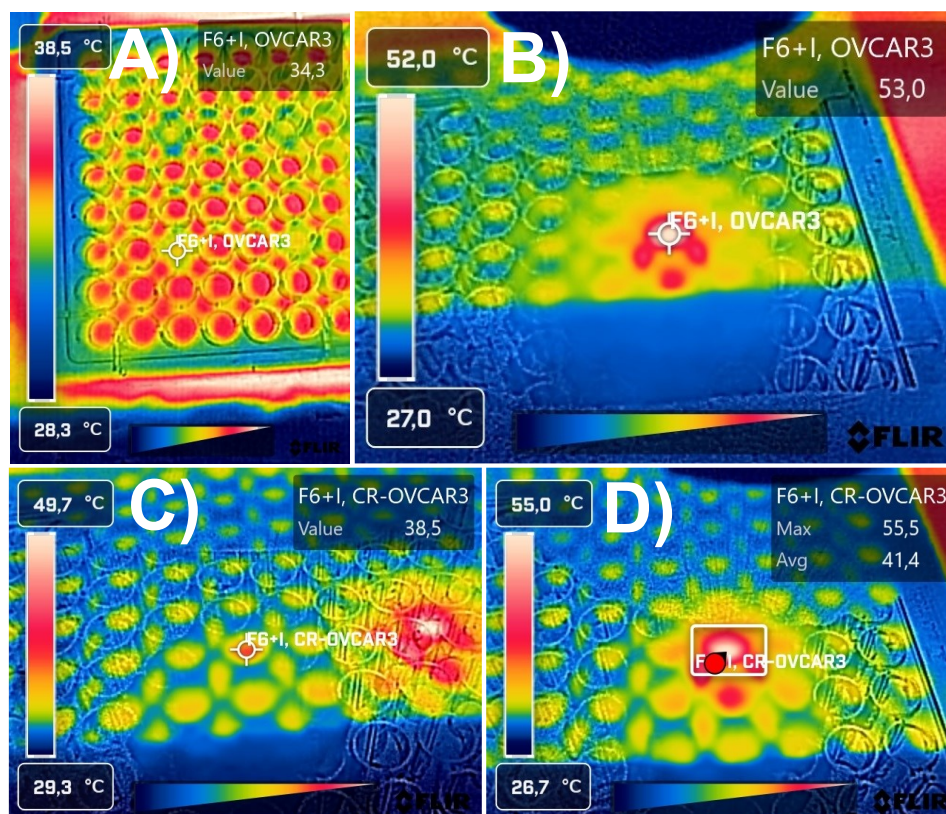 A)
38,5 °C
F6+I, OVCAR3
Value 34,3
F6+I, OVCAR3
28,3 °C
FLIR
B)
52,0 °C
F6+I, OVCAR3
Value 53,0
F6+I, OVCAR3
27,0 °C
FLIR
C)
49,7 °C
F6+I, CR-OVCAR3
Value 38,5
F6+I, CR-OVCAR3
29,3 °C
FLIR
D)
55,0 °C
F6+I, CR-OVCAR3
Max 55,5
Avg 41,4
I, CR-OVCAR3
26,7 °C
FLIR